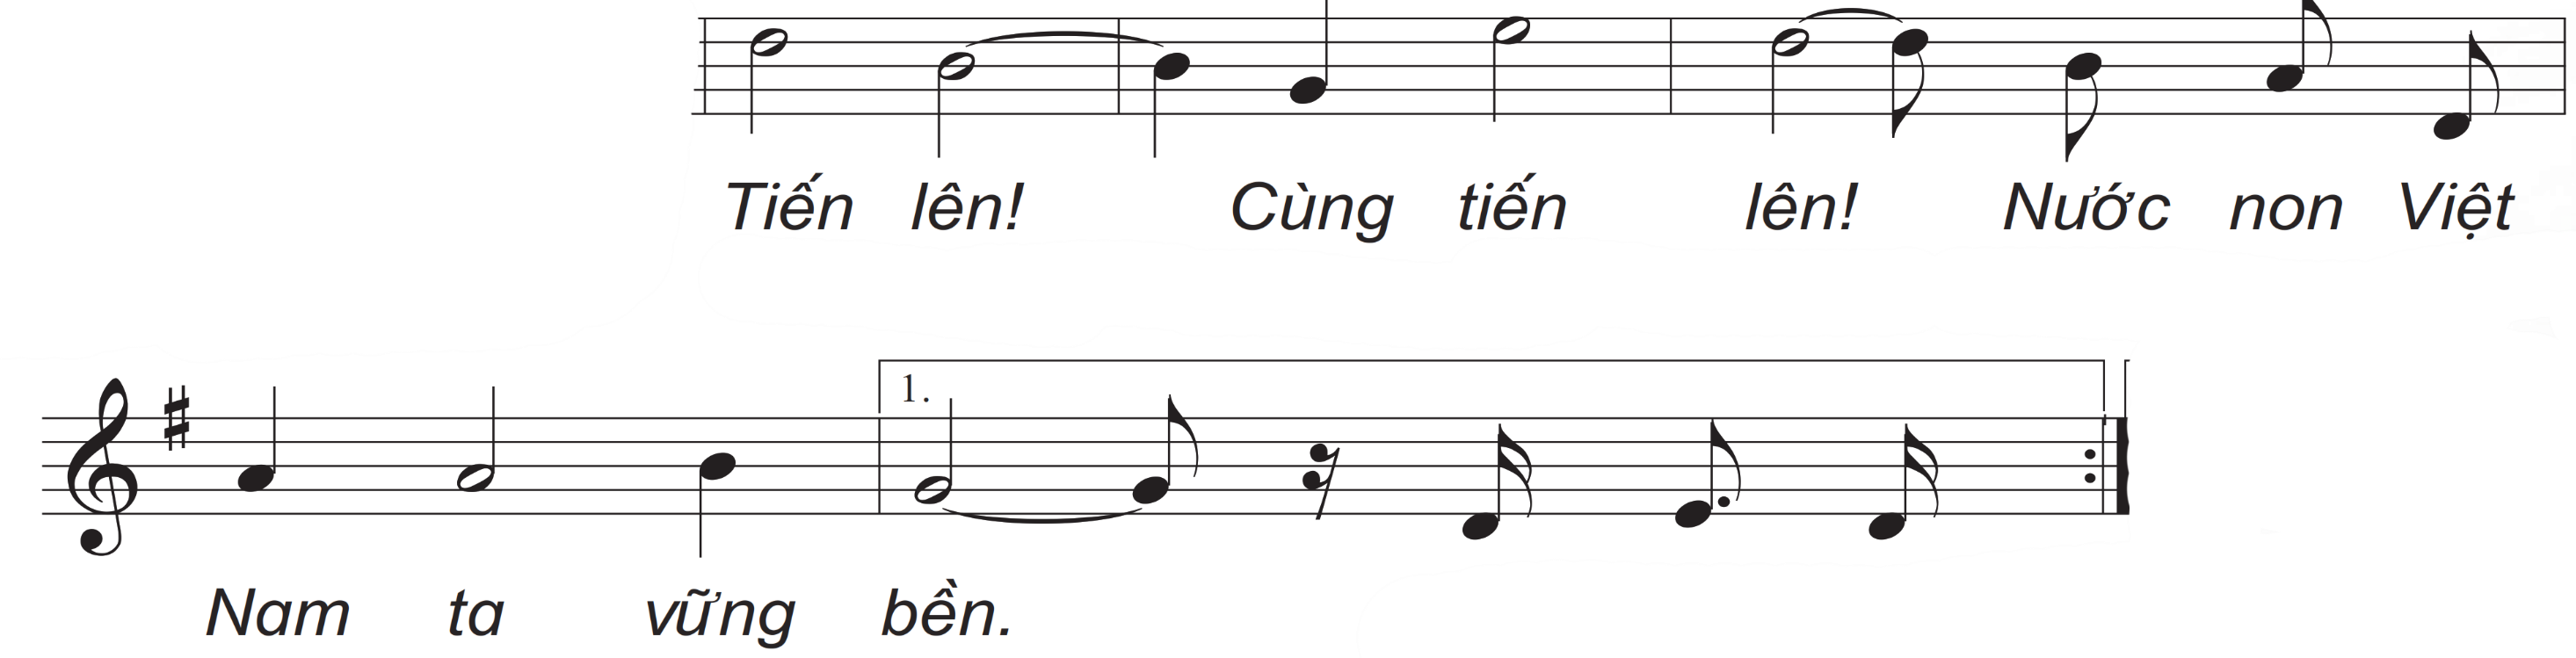 Tiến lên! Cùng tiến lên! Nước non Việt
1.
Nam ta vững bền.